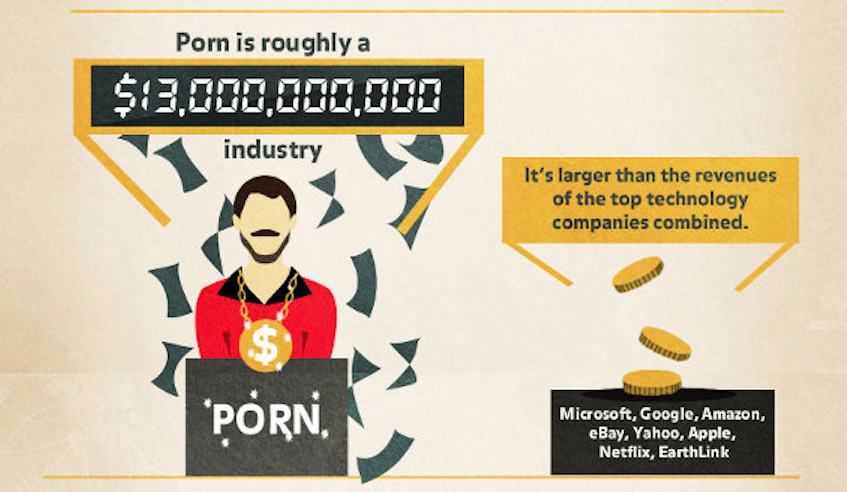 Porn is roughly a
$13,000,000,000
industry
It's larger than the revenues
of the top technology
companies combined.
$
PORN
Microsoft, Google, Amazon,
eBay, Yahoo, Apple,
Netflix, EarthLink